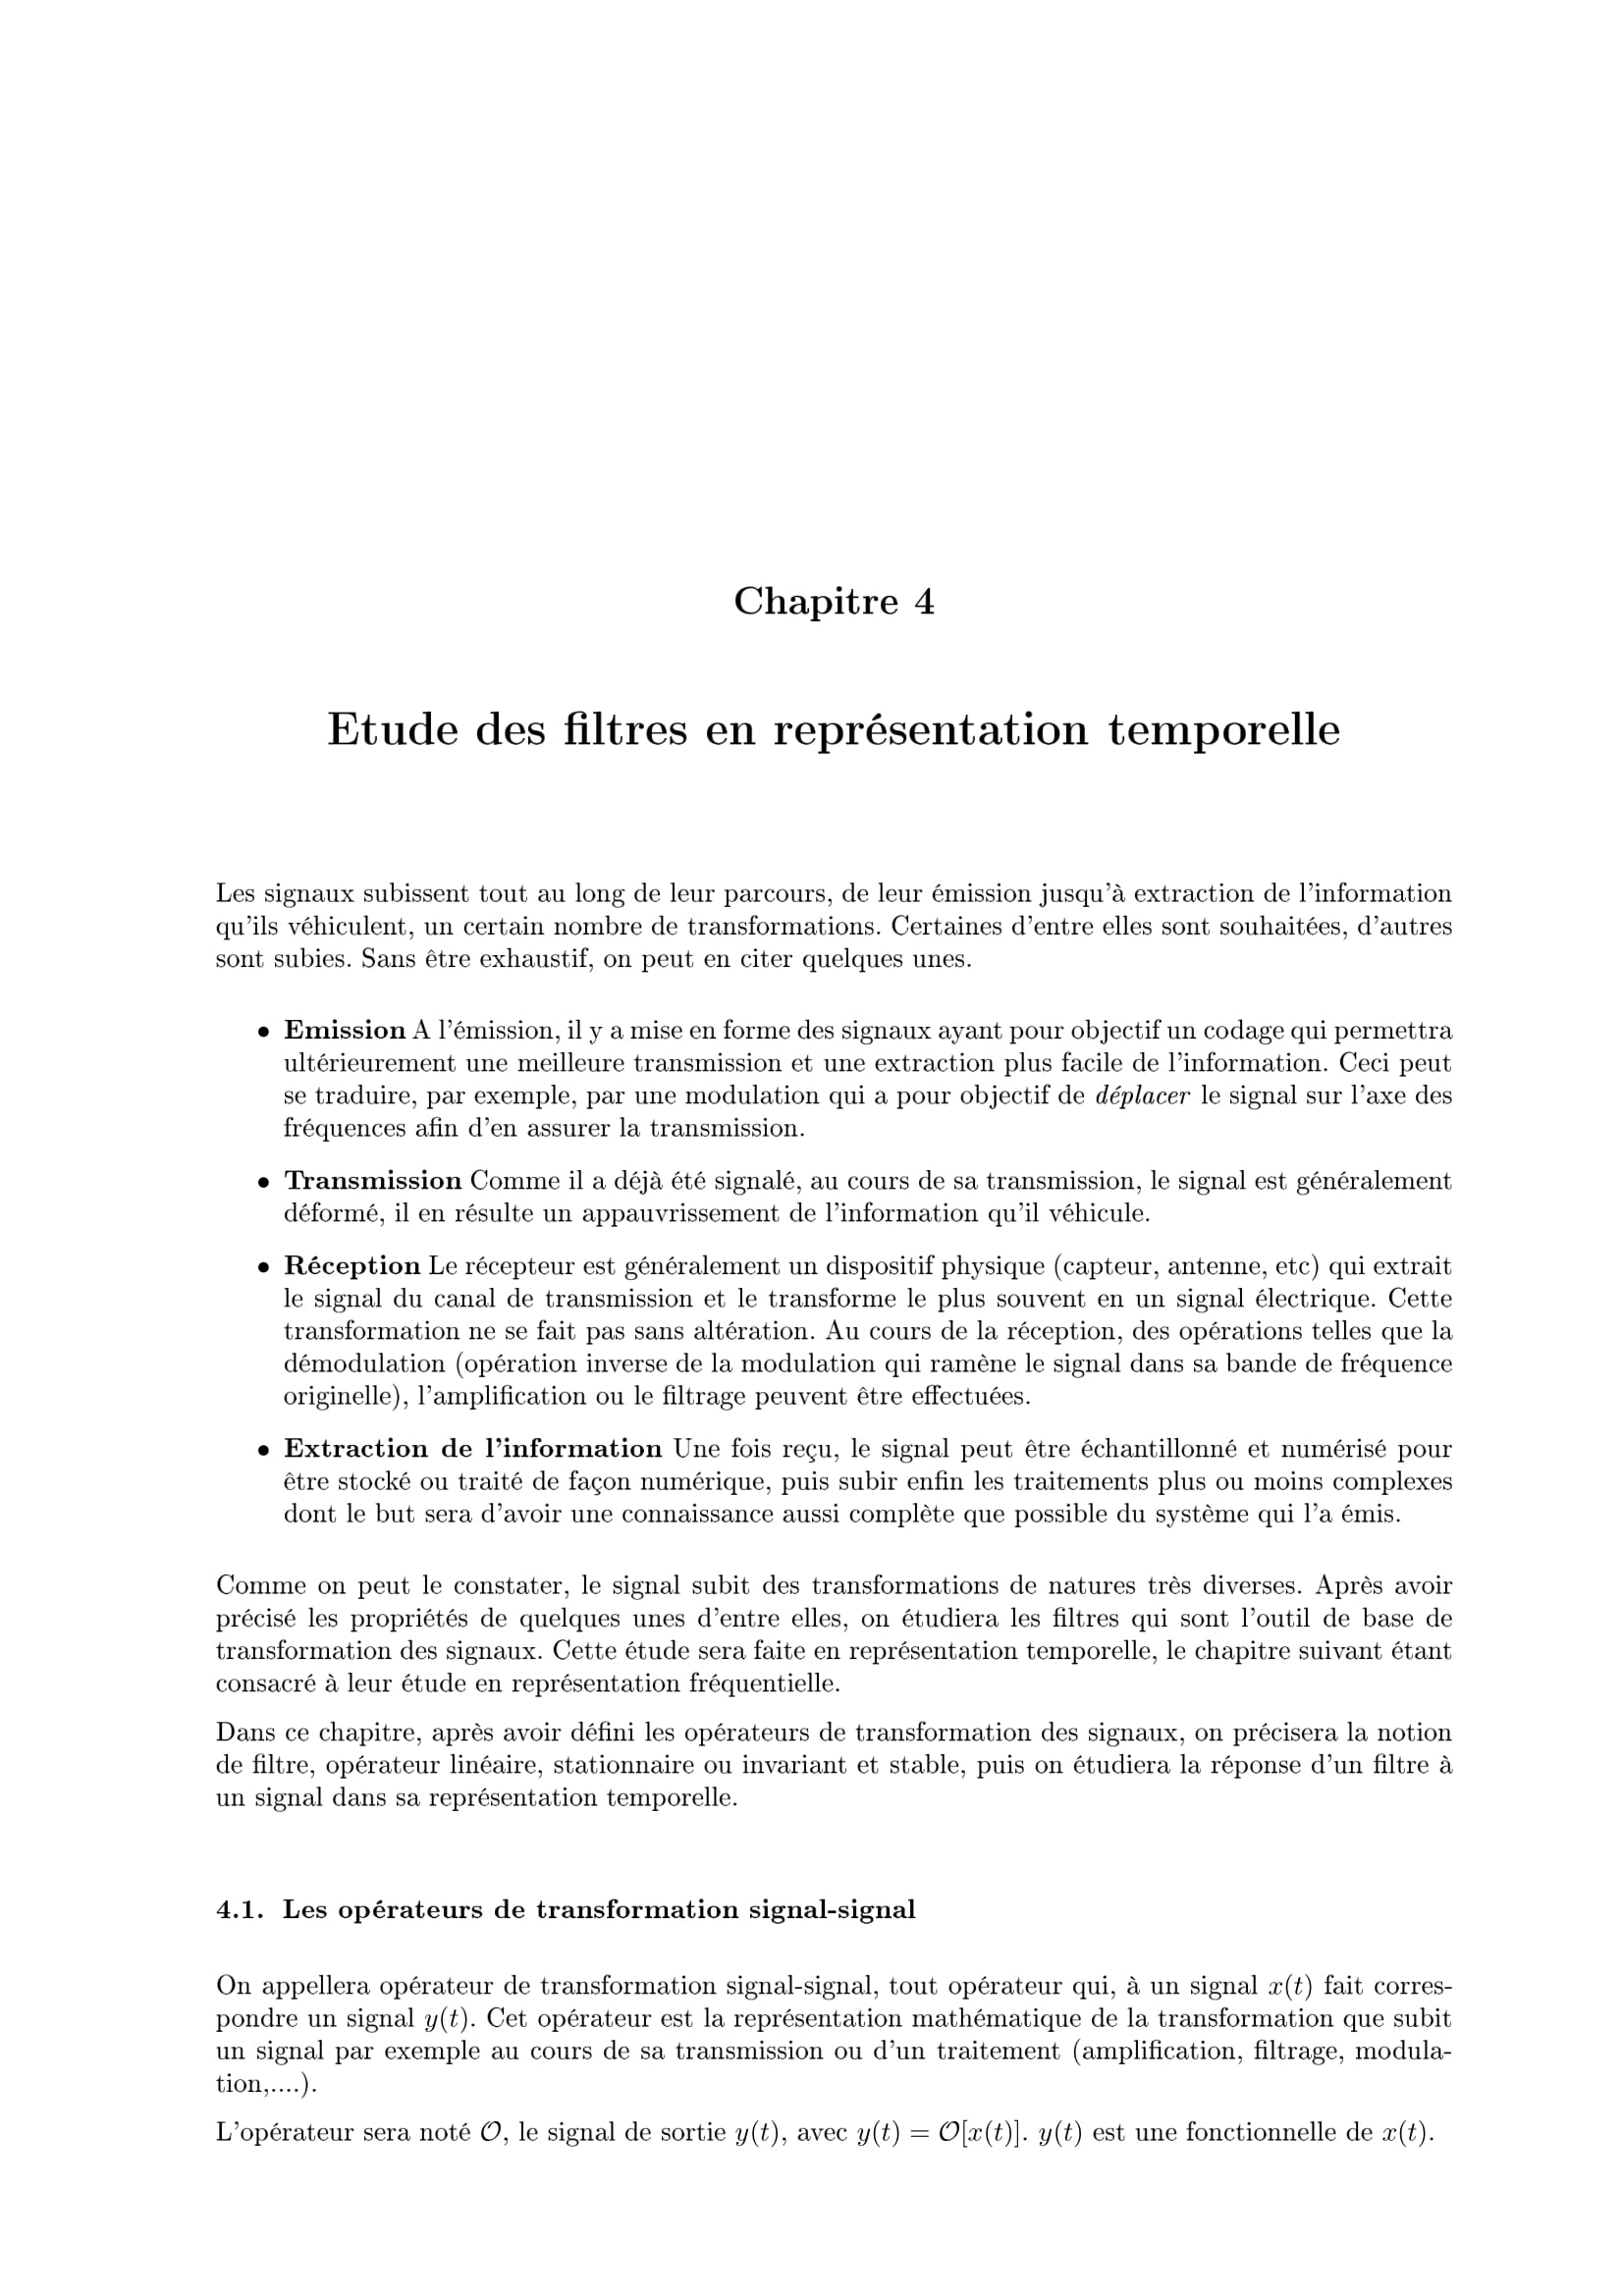 Chapitre 4
Etude des filtres en représentation temporelle
Les signaux subissent tout au long de leur parcours, de leur émission jusqu'à extraction de l'information
qu'ils véhiculent, un certain nombre de transformations. Certaines d'entre elles sont souhaitées, d'autres
sont subies. Sans être exhaustif, on peut en citer quelques unes.
• Emission A l'émission, il y a mise en forme des signaux ayant pour objectif un codage qui permettra
ultérieurement une meilleure transmission et une extraction plus facile de l'information. Ceci peut
se traduire, par exemple, par une modulation qui a pour objectif de déplacer le signal sur l'axe des
fréquences afin d'en assurer la transmission.
• Transmission Comme il a déjà été signalé, au cours de sa transmission, le signal est généralement
déformé, il en résulte un appauvrissement de l'information qu'il véhicule.
• Réception Le récepteur est généralement un dispositif physique (capteur, antenne, etc) qui extrait
le signal du canal de transmission et le transforme le plus souvent en un signal électrique. Cette
transformation ne se fait pas sans altération. Au cours de la réception, des opérations telles que la
démodulation (opération inverse de la modulation qui ramène le signal dans sa bande de fréquence
originelle), l'amplification ou le filtrage peuvent être effectuées.
• Extraction de l'information Une fois reçu, le signal peut être échantillonné et numérisé pour
être stocké ou traité de façon numérique, puis subir enfin les traitements plus ou moins complexes
dont le but sera d'avoir une connaissance aussi complète que possible du système qui l'a émis.
Comme on peut le constater, le signal subit des transformations de natures très diverses. Après avoir
précisé les propriétés de quelques unes d'entre elles, on étudiera les filtres qui sont l'outil de base de
transformation des signaux. Cette étude sera faite en représentation temporelle, le chapitre suivant étant
consacré à leur étude en représentation fréquentielle.
Dans ce chapitre, après avoir défini les opérateurs de transformation des signaux, on précisera la notion
de filtre, opérateur linéaire, stationnaire ou invariant et stable, puis on étudiera la réponse d'un filtre à
un signal dans sa représentation temporelle.
4.1. Les opérateurs de transformation signal-signal
On appellera opérateur de transformation signal-signal, tout opérateur qui, à un signal x(t) fait corres-
pondre un signal y(t). Cet opérateur est la représentation mathématique de la transformation que subit
un signal par exemple au cours de sa transmission ou d'un traitement (amplification, filtrage, modula-
tion,....).
L'opérateur sera noté 𝒪, le signal de sortie y(t), avec y(t) = 𝒪[x(t)]. y(t) est une fonctionnelle de x(t).